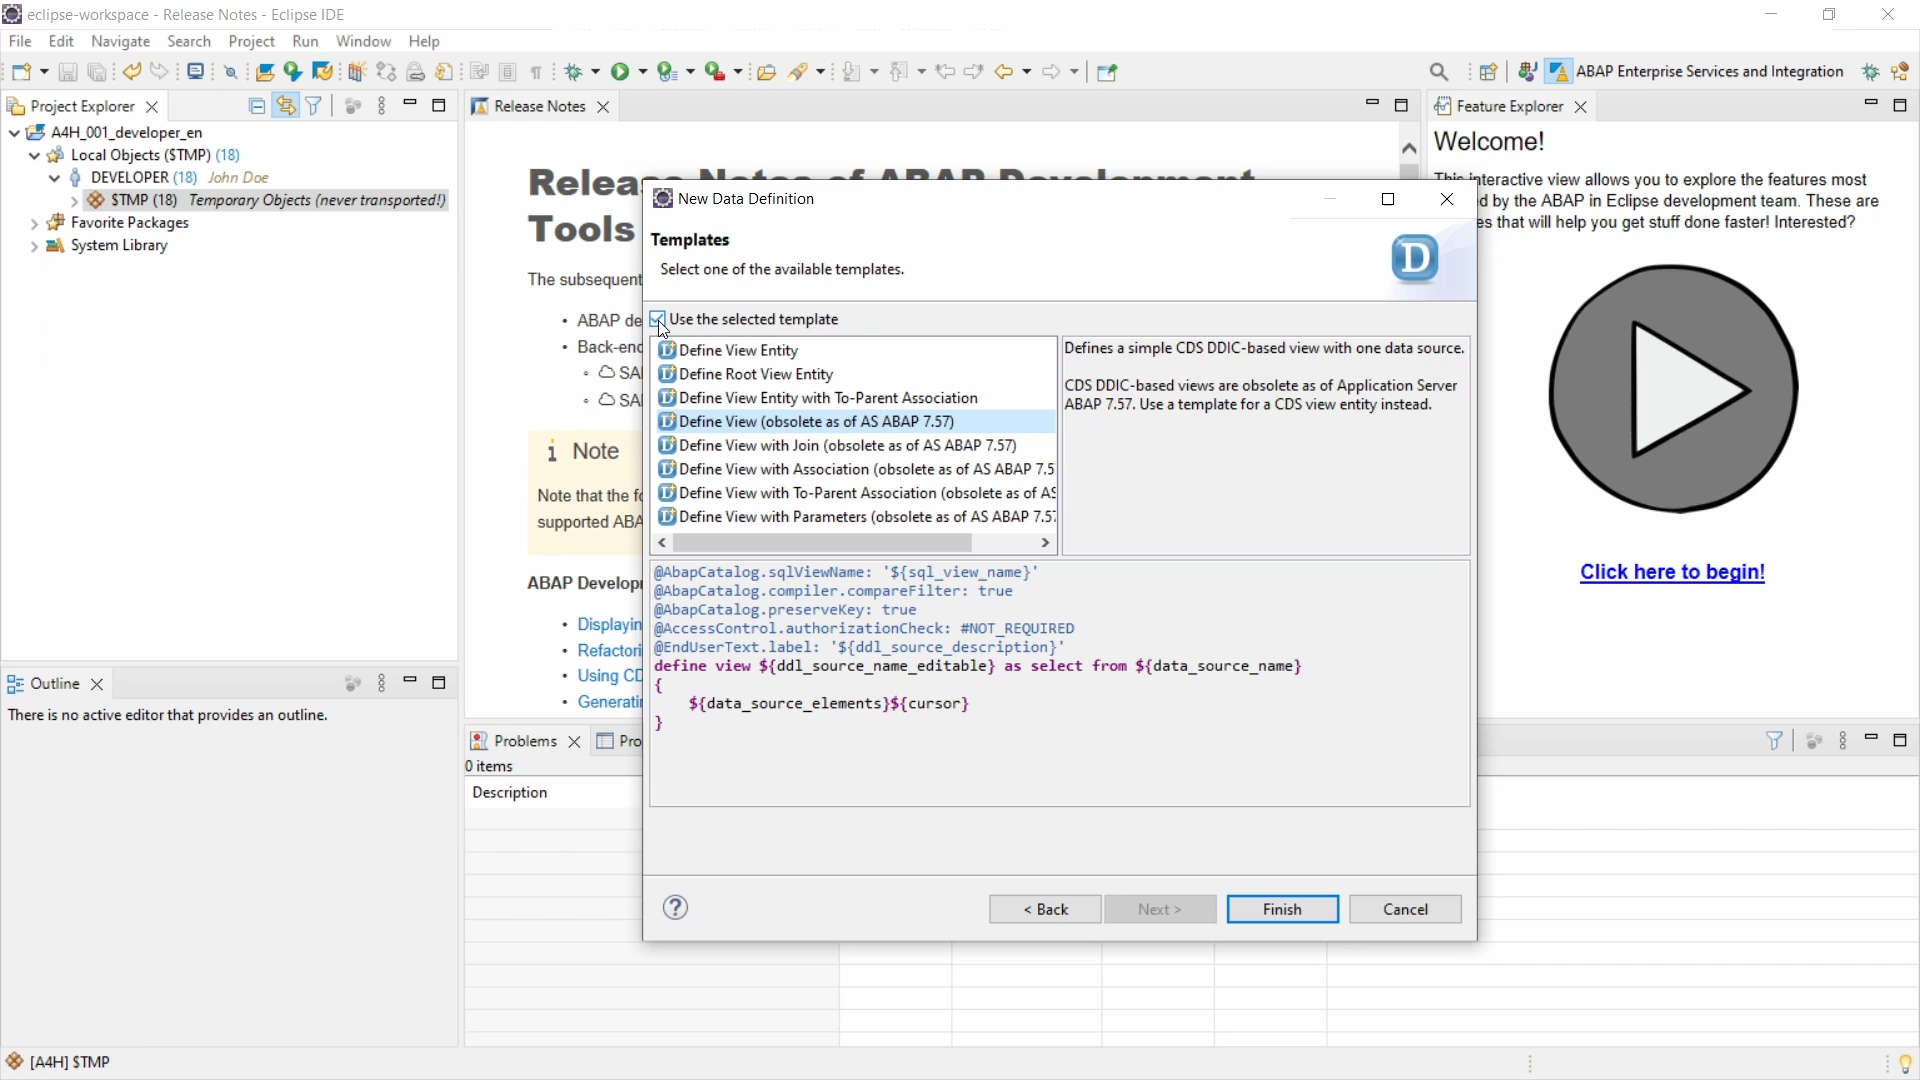 eclipse-workspace - Release Notes - Eclipse IDE
File Edit Navigate Search Project Run Window Help
ABAP Enterprise Services and Integration
Project Explorer
A4H_001_developer_en
Local Objects ($TMP) (18)
DEVELOPER (18) John Doe
$TMP (18) Temporary Objects (never transported!)
Favorite Packages
System Library
Outline
There is no active editor that provides an outline.
Release Notes
Release Notes of ABAP Development
Tools
The subsequent
• ABAP de
• Back-end
SA
SA
i Note
Note that the fo
supported ABA
ABAP Develop
• Displayin
• Refactori
• Using CD
• Generati
Feature Explorer
Welcome!
This interactive view allows you to explore the features most
d by the ABAP in Eclipse development team. These are
es that will help you get stuff done faster! Interested?
Click here to begin!
New Data Definition
Templates
Select one of the available templates.
D
Use the selected template
Define View Entity
Define Root View Entity
Define View Entity with To-Parent Association
Define View (obsolete as of AS ABAP 7.57)
Define View with Join (obsolete as of AS ABAP 7.57)
Define View with Association (obsolete as of AS ABAP 7.5
Define View with To-Parent Association (obsolete as of AS
Define View with Parameters (obsolete as of AS ABAP 7.57
Defines a simple CDS DDIC-based view with one data source.
CDS DDIC-based views are obsolete as of Application Server
ABAP 7.57. Use a template for a CDS view entity instead.
@AbapCatalog.sqlViewName: '${sql_view_name}'
@AbapCatalog.compiler.compareFilter: true
@AbapCatalog.preserveKey: true
@AccessControl.authorizationCheck: #NOT_REQUIRED
@EndUserText.label: '${ddl_source_description}'
define view ${ddl_source_name_editable} as select from ${data_source_name}
{
${data_source_elements}${cursor}
}
?
< Back Next > Finish Cancel
Problems Pro
0 items
Description
[A4H] $TMP